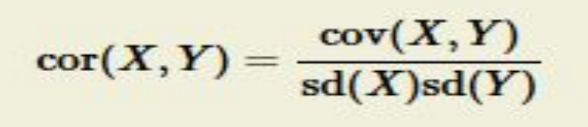 cor(X, Y) = cov(X, Y) / sd(X)sd(Y)